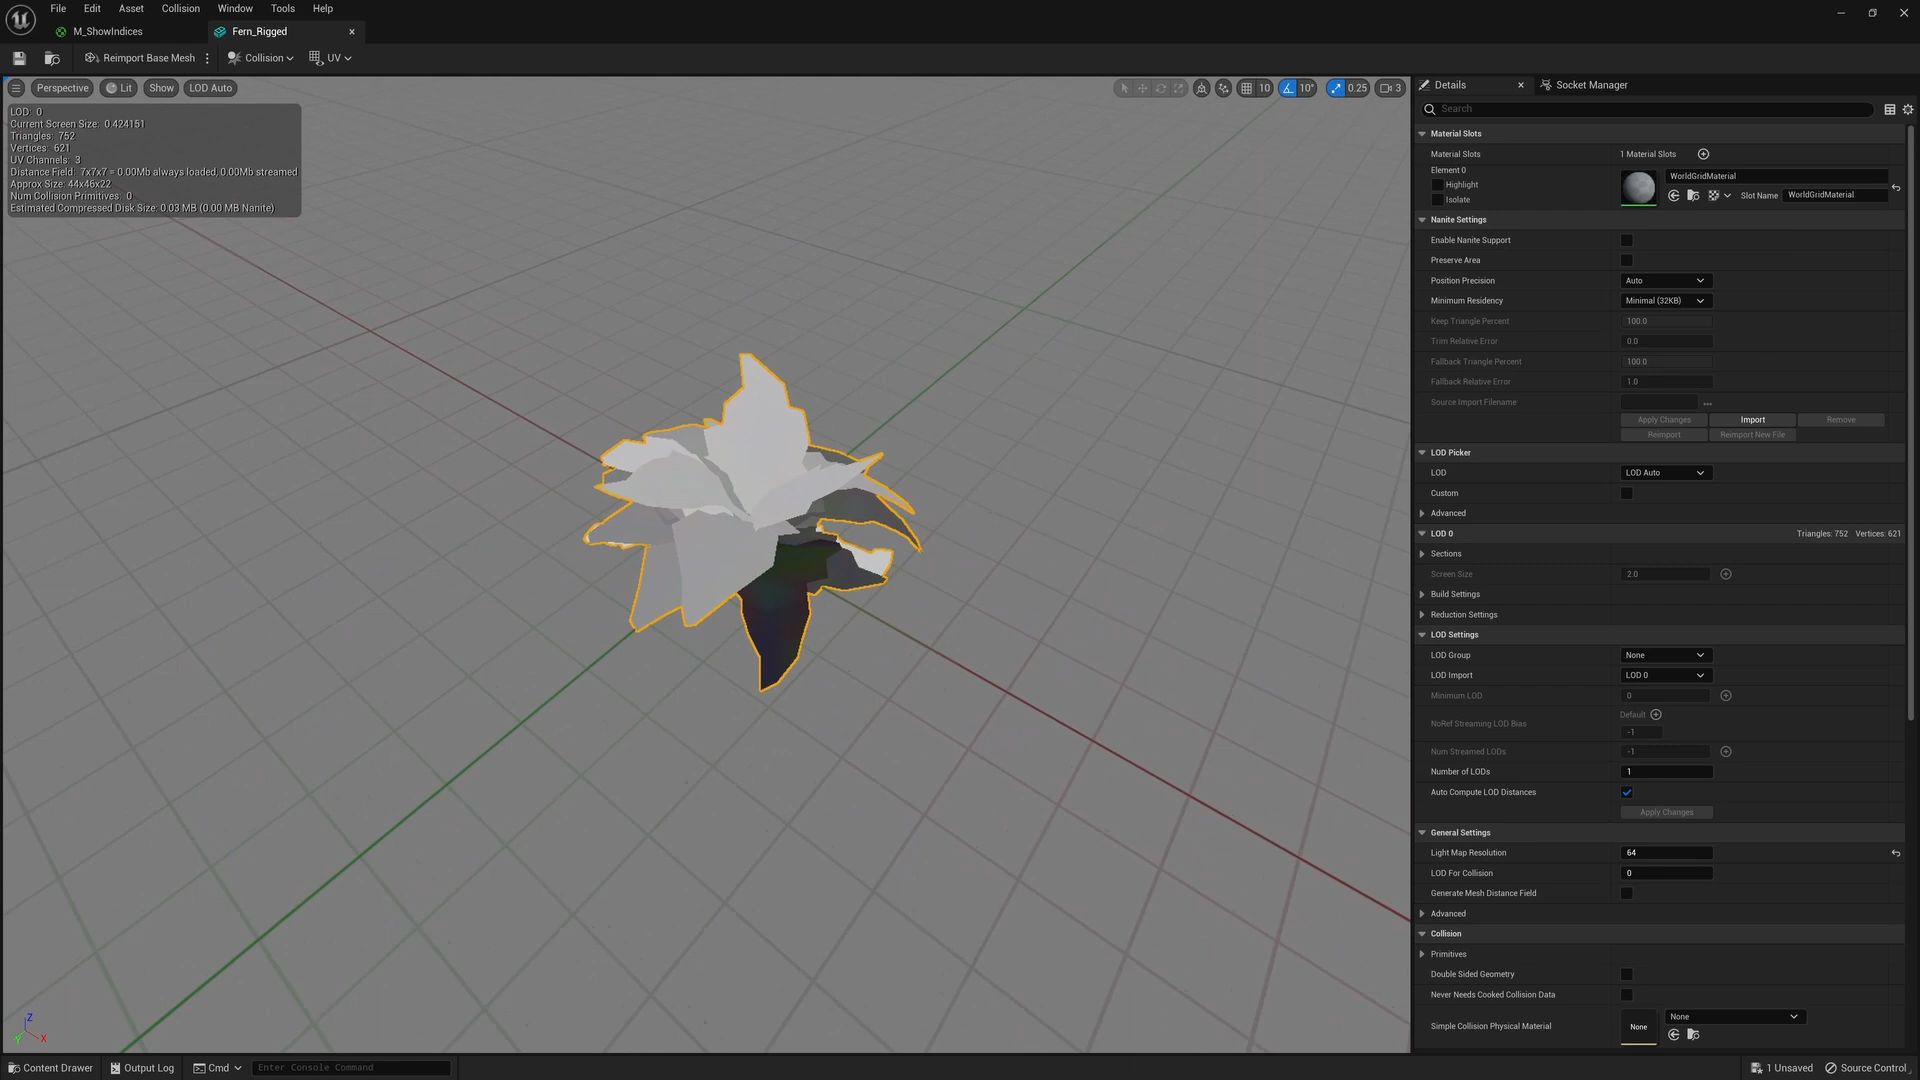 File Edit Asset Collision Window Tools Help
M_ShowIndices Fern_Rigged
Reimport Base Mesh Collision UV
Perspective Lit Show LOD Auto 10 10° 0.25 3
LOD: 0
Current Screen Size: 0.424151
Triangles: 752
Vertices: 621
UV Channels: 3
Distance Field: 7x7x7 = 0.00Mb always loaded, 0.00Mb streamed
Approx Size: 44x46x22
Num Collision Primitives: 0
Estimated Compressed Disk Size: 0.03 MB (0.00 MB Nanite)
Z
Y X
Details Socket Manager
Search
Material Slots
Material Slots 1 Material Slots
Element 0
Highlight
Isolate
WorldGridMaterial
Slot Name WorldGridMaterial
Nanite Settings
Enable Nanite Support
Preserve Area
Position Precision Auto
Minimum Residency Minimal (32KB)
Keep Triangle Percent 100.0
Trim Relative Error 0.0
Fallback Triangle Percent 100.0
Fallback Relative Error 1.0
Source Import Filename
Apply Changes Import Remove
Reimport Reimport New File
LOD Picker
LOD LOD Auto
Custom
Advanced
LOD 0 Triangles: 752 Vertices: 621
Sections
Screen Size 2.0
Build Settings
Reduction Settings
LOD Settings
LOD Group None
LOD Import LOD 0
Minimum LOD 0
NoRef Streaming LOD Bias Default
-1
Num Streamed LODs -1
Number of LODs 1
Auto Compute LOD Distances
Apply Changes
General Settings
Light Map Resolution 64
LOD For Collision 0
Generate Mesh Distance Field
Advanced
Collision
Primitives
Double Sided Geometry
Never Needs Cooked Collision Data
Simple Collision Physical Material None None
Content Drawer Output Log Cmd Enter Console Command 1 Unsaved Source Control